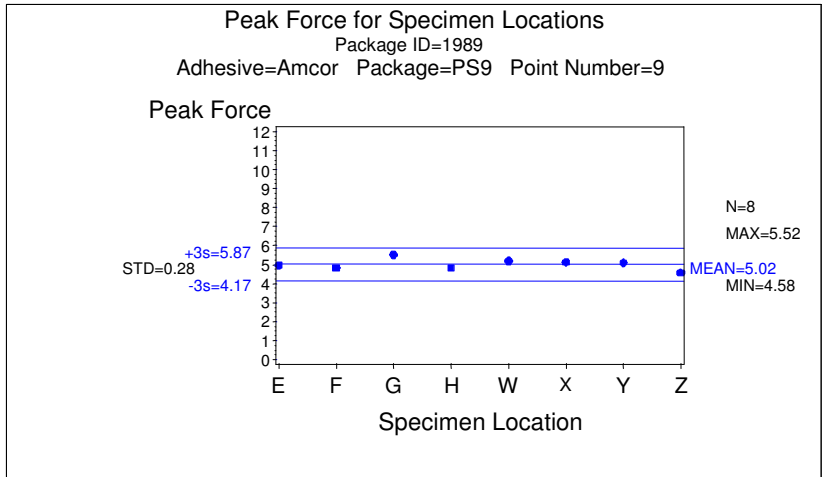 Peak Force for Specimen Locations
Package ID=1989
Adhesive=Amcor Package=PS9 Point Number=9
Peak Force
12
11
10
9
8
7
6
5
4
3
2
1
0
+3s=5.87
STD=0.28
-3s=4.17
N=8
MAX=5.52
MEAN=5.02
MIN=4.58
E F G H W X Y Z
Specimen Location